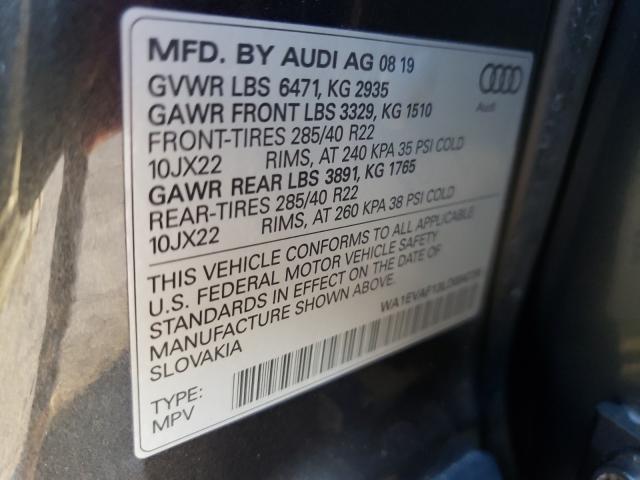 MFD. BY AUDI AG 08 19
GVWR LBS 6471, KG 2935
GAWR FRONT LBS 3329, KG 1510
FRONT-TIRES 285/40 R22
10JX22 RIMS, AT 240 KPA 35 PSI COLD
GAWR REAR LBS 3891, KG 1765
REAR-TIRES 285/40 R22
10JX22 RIMS, AT 260 KPA 38 PSI COLD
Audi
THIS VEHICLE CONFORMS TO ALL APPLICABLE
U.S. FEDERAL MOTOR VEHICLE SAFETY
STANDARDS IN EFFECT ON THE DATE OF
MANUFACTURE SHOWN ABOVE.
SLOVAKIA
TYPE:
MPV